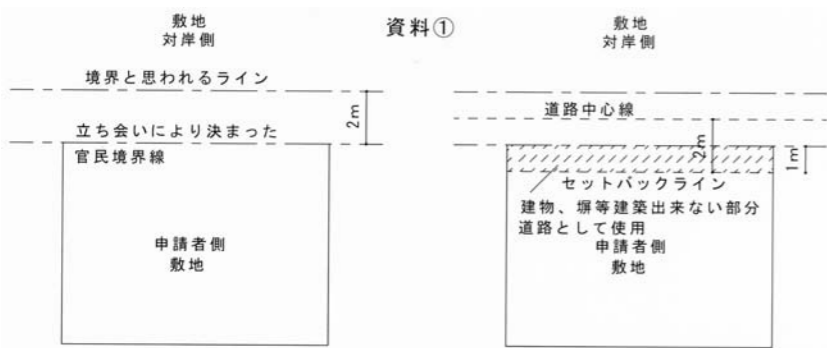 資料①
敷地
対岸側
境界と思われるライン
2m
立ち会いにより決まった
官民境界線
申請者側
敷地
敷地
対岸側
道路中心線
2m
1m
セットバックライン
建物、塀等建築出来ない部分
道路として使用
申請者側
敷地